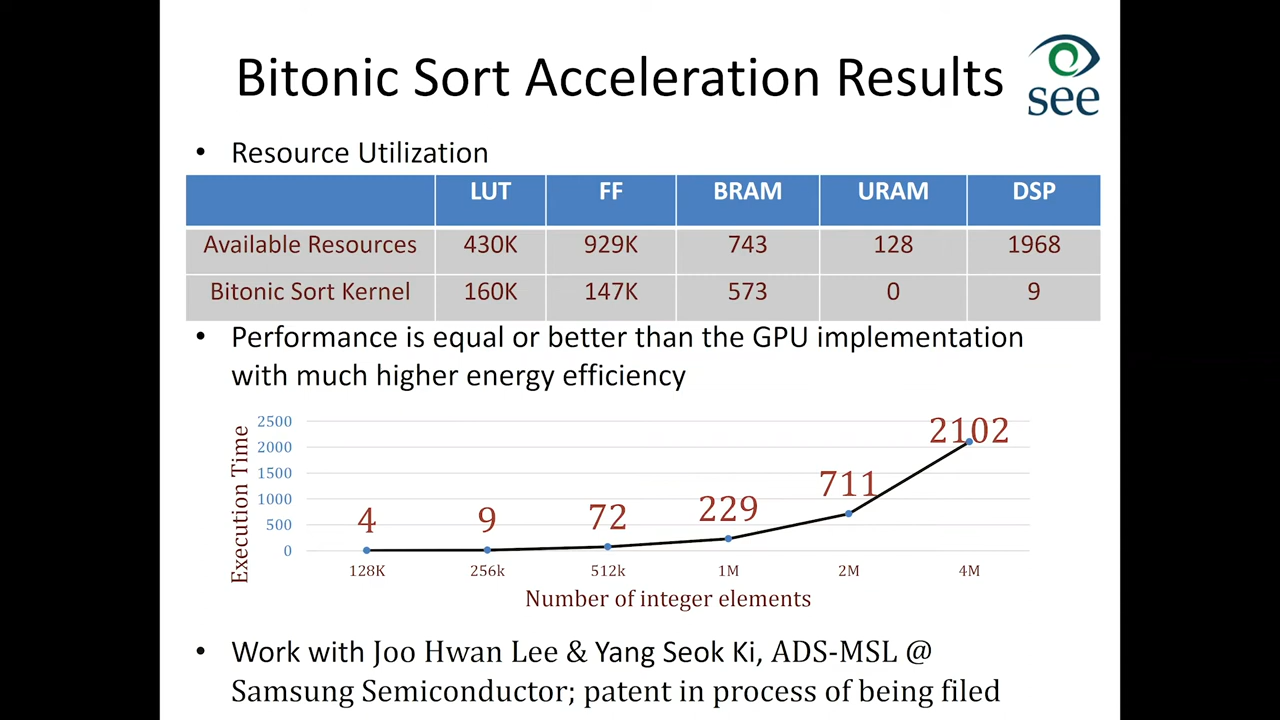 Bitonic Sort Acceleration Results
see
• Resource Utilization
LUT FF BRAM URAM DSP
Available Resources 430K 929K 743 128 1968
Bitonic Sort Kernel 160K 147K 573 0 9
• Performance is equal or better than the GPU implementation
with much higher energy efficiency
Execution Time
2500
2000
1500
1000
500
0
4 9 72 229 711 2102
128K 256k 512k 1M 2M 4M
Number of integer elements
• Work with Joo Hwan Lee & Yang Seok Ki, ADS-MSL @
Samsung Semiconductor; patent in process of being filed